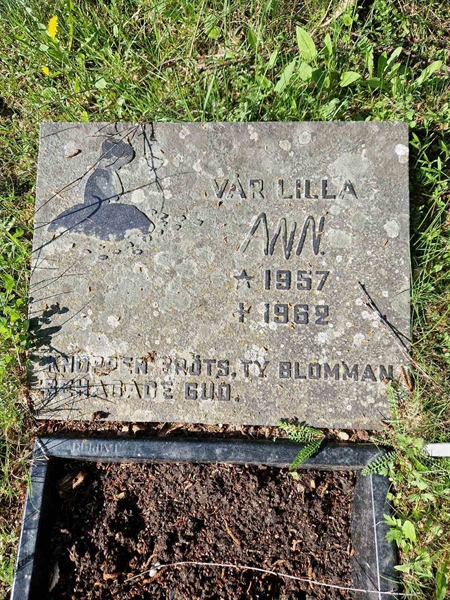 VÅR LILLA
ANN.
* 1957
† 1962
KNOPPEN BRÖTS, TY BLOMMAN
BEHAGADE GUD.